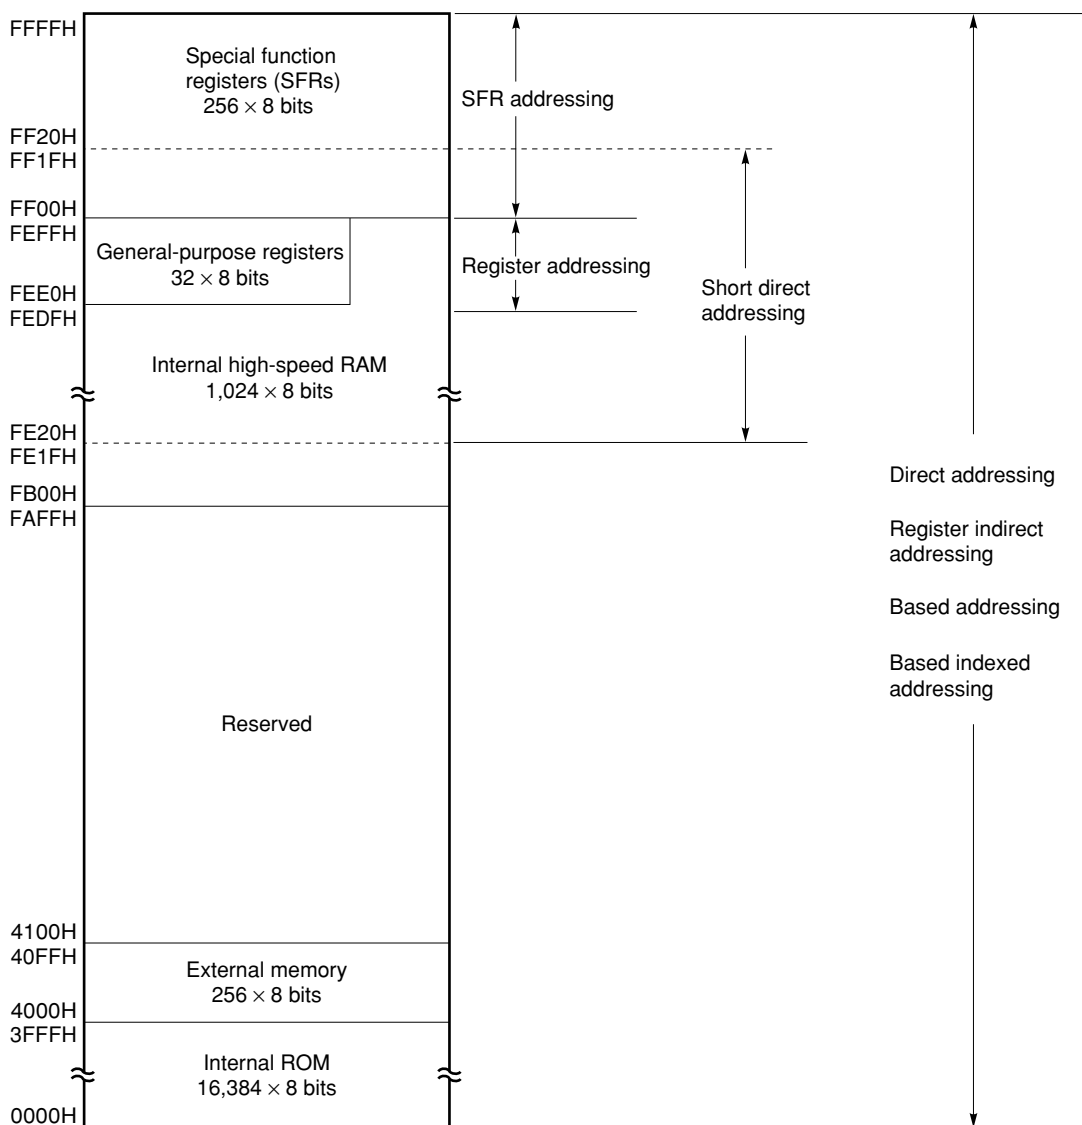 FFFFH
Special function
registers (SFRs)
256 × 8 bits
SFR addressing
FF20H
FF1FH
FF00H
FEFFH
General-purpose registers
32 × 8 bits
Register addressing
FEE0H
FEDFH
Short direct
addressing
Internal high-speed RAM
1,024 × 8 bits
FE20H
FE1FH
FB00H
FAFFH
Direct addressing
Register indirect
addressing
Based addressing
Based indexed
addressing
Reserved
4100H
40FFH
External memory
256 × 8 bits
4000H
3FFFH
Internal ROM
16,384 × 8 bits
0000H